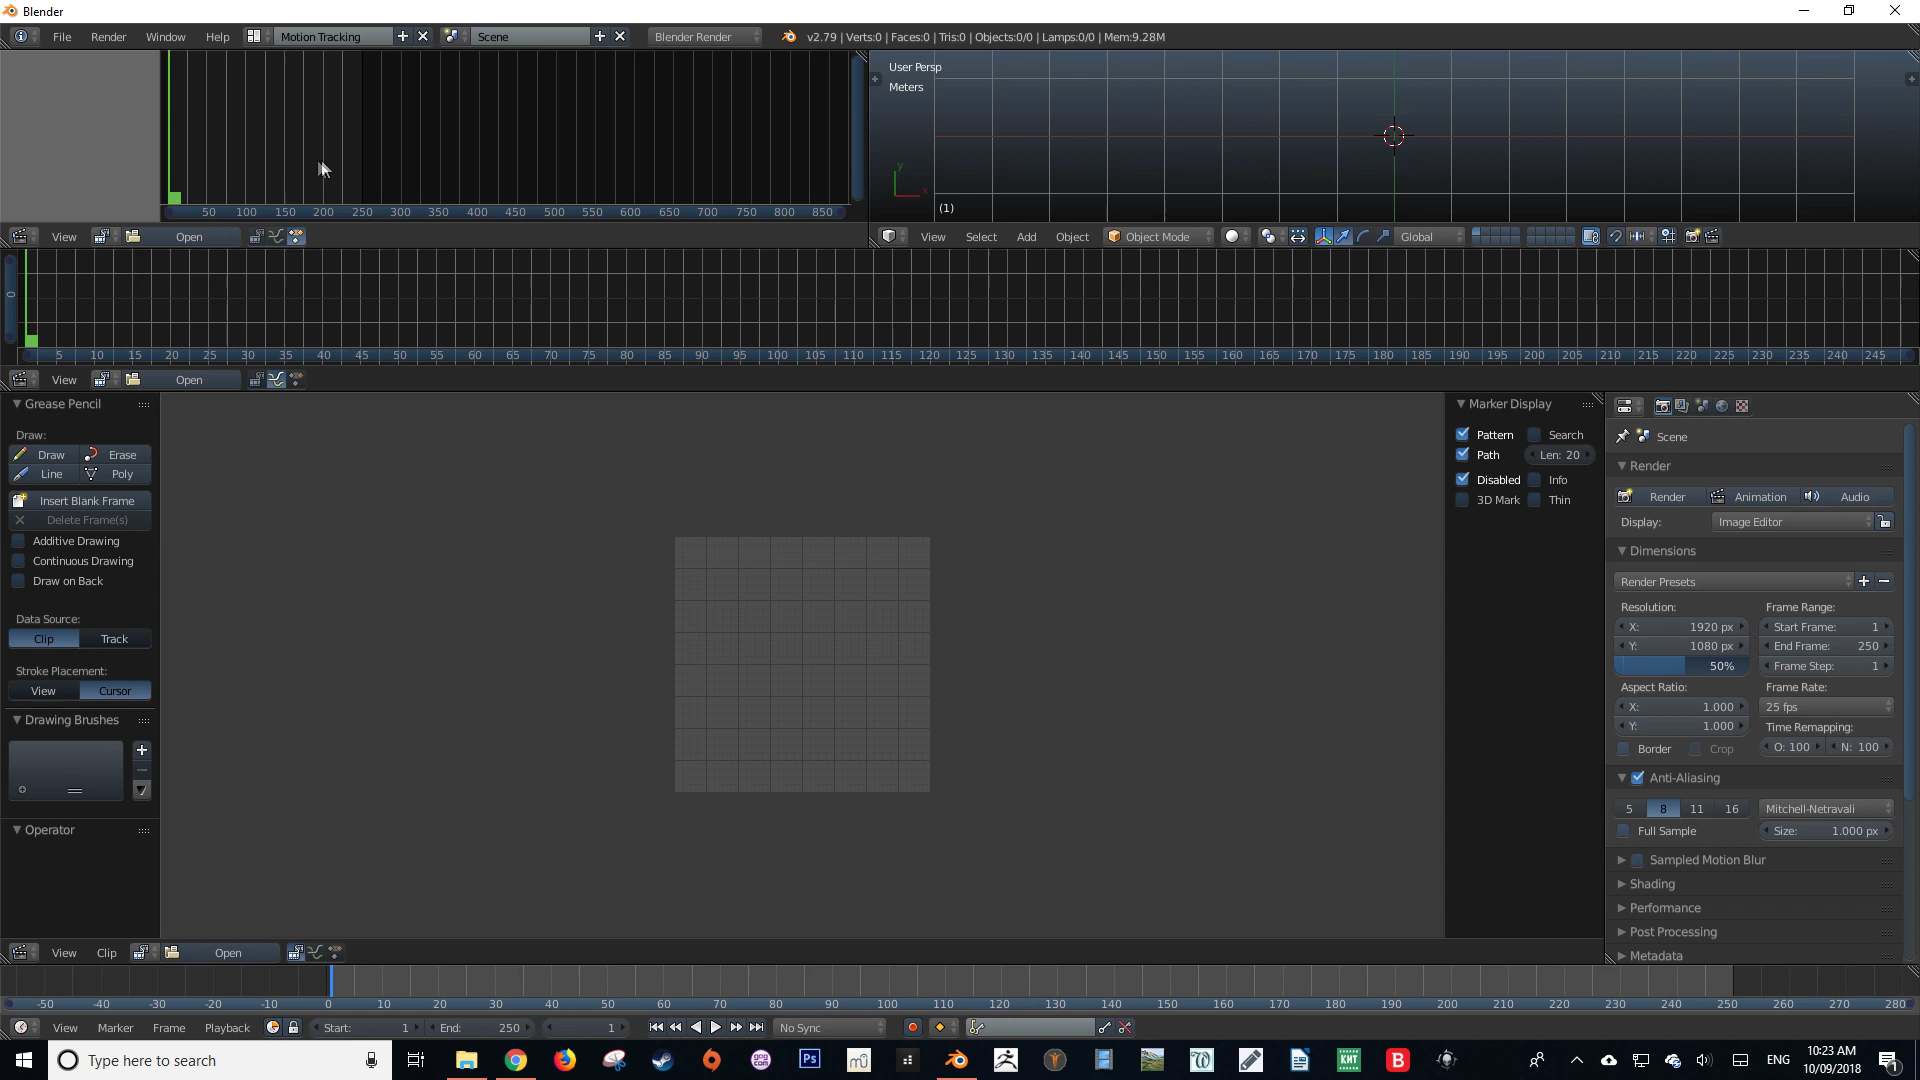 Blender
File Render Window Help Motion Tracking Scene Blender Render v2.79 | Verts:0 | Faces:0 | Tris:0 | Objects:0/0 | Lamps:0/0 | Mem:9.28M
User Persp
Meters
y
x
(1)
50 100 150 200 250 300 350 400 450 500 550 600 650 700 750 800 850
View Open
View Select Add Object Object Mode Global
0
5 10 15 20 25 30 35 40 45 50 55 60 65 70 75 80 85 90 95 100 105 110 115 120 125 130 135 140 145 150 155 160 165 170 175 180 185 190 195 200 205 210 215 220 225 230 235 240 245
View Open
Grease Pencil
Draw:
Draw Erase
Line Poly
Insert Blank Frame
Delete Frame(s)
Additive Drawing
Continuous Drawing
Draw on Back
Data Source:
Clip Track
Stroke Placement:
View Cursor
Drawing Brushes
Operator
Marker Display
Pattern Search
Path Len: 20
Disabled Info
3D Mark Thin
Scene
Render
Render Animation Audio
Display: Image Editor
Dimensions
Render Presets
Resolution: Frame Range:
X: 1920 px Start Frame: 1
Y: 1080 px End Frame: 250
50% Frame Step: 1
Aspect Ratio: Frame Rate:
X: 1.000 25 fps
Y: 1.000 Time Remapping:
Border Crop O: 100 N: 100
Anti-Aliasing
5 8 11 16 Mitchell-Netravali
Full Sample Size: 1.000 px
Sampled Motion Blur
Shading
Performance
Post Processing
Metadata
View Clip Open
-50 -40 -30 -20 -10 0 10 20 30 40 50 60 70 80 90 100 110 120 130 140 150 160 170 180 190 200 210 220 230 240 250 260 270 280
View Marker Frame Playback Start: 1 End: 250 1 No Sync
Type here to search
Ps
KИT
B
ENG
10:23 AM
10/09/2018
1